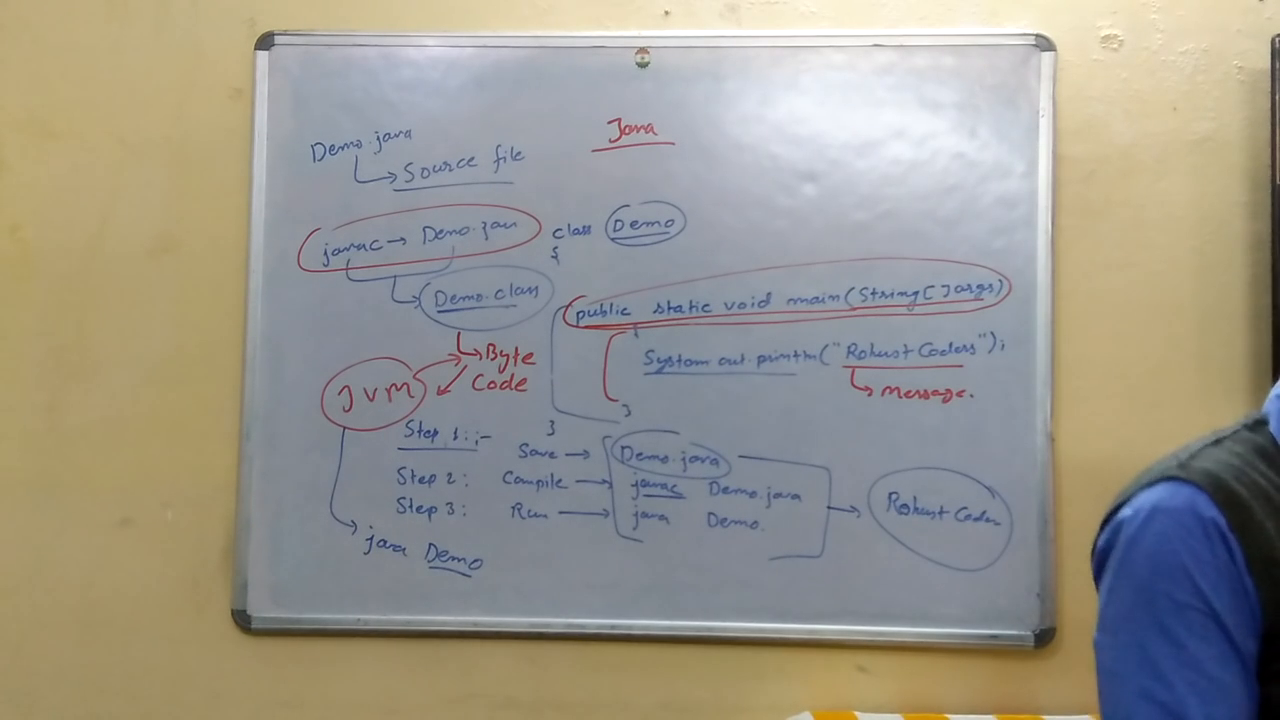 Java
Demo.java
Source file
javac → Demo.java
Demo.class
Byte
Code
JVM
java Demo
class Demo
{
public static void main(String[]args)
{
System.out.println("Robust Coders");
message.
}
}
Step 1:;- Save → Demo.java
Step 2: Compile → javac Demo.java
Step 3: Run → java Demo.
Robust Coders